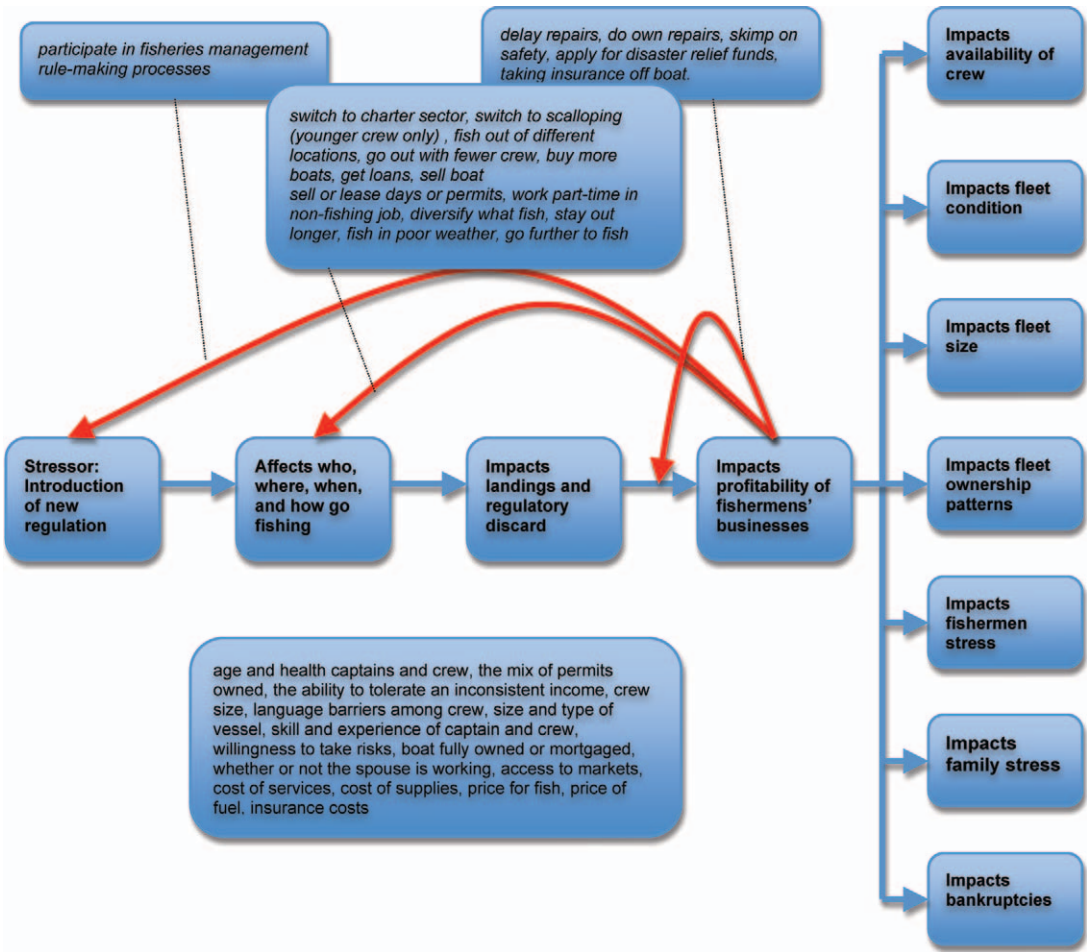 participate in fisheries management
rule-making processes
delay repairs, do own repairs, skimp on
safety, apply for disaster relief funds,
taking insurance off boat.
switch to charter sector, switch to scalloping
(younger crew only) , fish out of different
locations, go out with fewer crew, buy more
boats, get loans, sell boat
sell or lease days or permits, work part-time in
non-fishing job, diversify what fish, stay out
longer, fish in poor weather, go further to fish
Stressor:
Introduction
of new
regulation
Affects who,
where, when,
and how go
fishing
Impacts
landings and
regulatory
discard
Impacts
profitability of
fishermens’
businesses
Impacts
availability of
crew
Impacts fleet
condition
Impacts fleet
size
Impacts fleet
ownership
patterns
Impacts
fishermen
stress
Impacts
family stress
Impacts
bankruptcies
age and health captains and crew, the mix of permits
owned, the ability to tolerate an inconsistent income, crew
size, language barriers among crew, size and type of
vessel, skill and experience of captain and crew,
willingness to take risks, boat fully owned or mortgaged,
whether or not the spouse is working, access to markets,
cost of services, cost of supplies, price for fish, price of
fuel, insurance costs